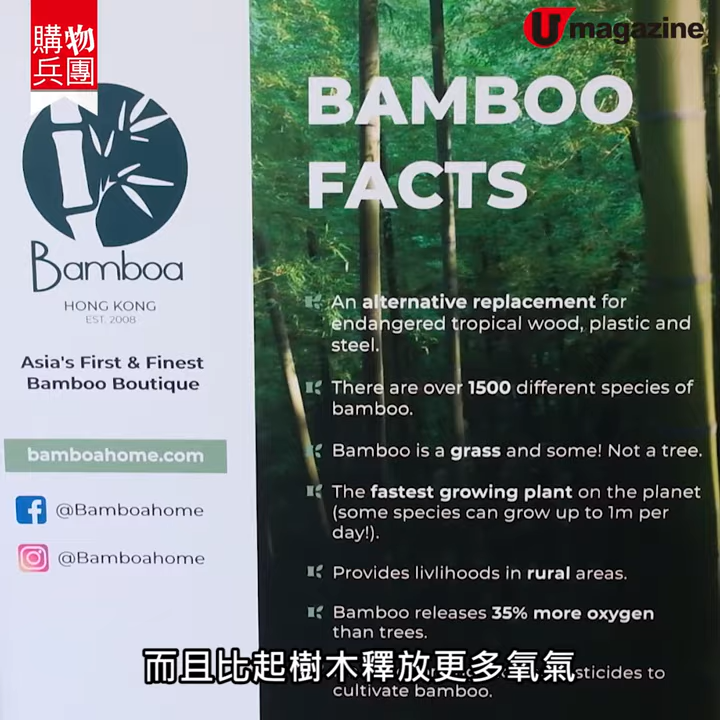 購物
兵團
U magazine
Bamboa
HONG KONG
EST. 2008
Asia's First & Finest
Bamboo Boutique
bamboahome.com
@Bamboahome
@Bamboahome
BAMBOO
FACTS
An alternative replacement for
endangered tropical wood, plastic and
steel.
There are over 1500 different species of
bamboo.
Bamboo is a grass and some! Not a tree.
The fastest growing plant on the planet
(some species can grow up to 1m per
day!).
Provides livlihoods in rural areas.
Bamboo releases 35% more oxygen
than trees.
to
cultivate bamboo.
而且比起樹木釋放更多氧氣